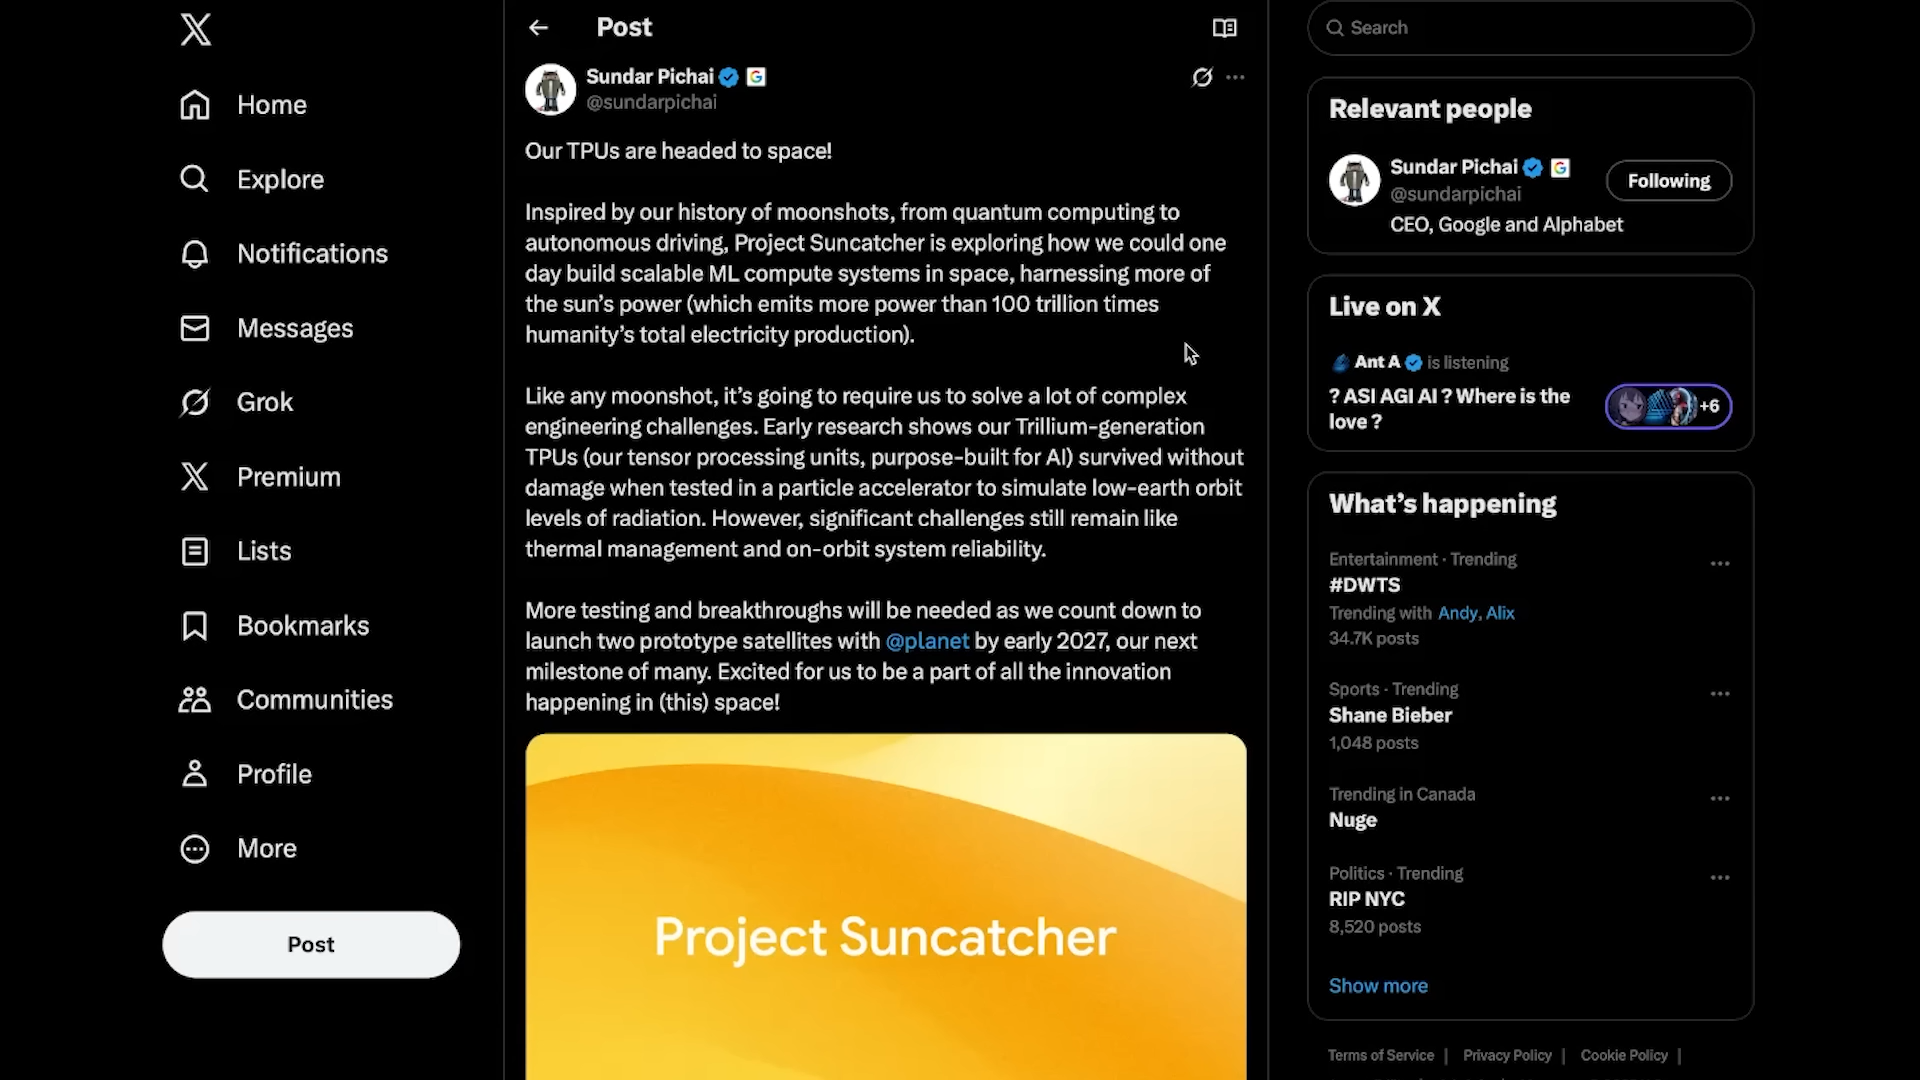 Home
Explore
Notifications
Messages
Grok
Premium
Lists
Bookmarks
Communities
Profile
More
Post
Post
Sundar Pichai
@sundarpichai
Our TPUs are headed to space!
Inspired by our history of moonshots, from quantum computing to
autonomous driving, Project Suncatcher is exploring how we could one
day build scalable ML compute systems in space, harnessing more of
the sun's power (which emits more power than 100 trillion times
humanity's total electricity production).
Like any moonshot, it's going to require us to solve a lot of complex
engineering challenges. Early research shows our Trillium-generation
TPUs (our tensor processing units, purpose-built for AI) survived without
damage when tested in a particle accelerator to simulate low-earth orbit
levels of radiation. However, significant challenges still remain like
thermal management and on-orbit system reliability.
More testing and breakthroughs will be needed as we count down to
launch two prototype satellites with @planet by early 2027, our next
milestone of many. Excited for us to be a part of all the innovation
happening in (this) space!
Project Suncatcher
Search
Relevant people
Sundar Pichai
@sundarpichai
Following
CEO, Google and Alphabet
Live on X
Ant A is listening
? ASI AGI AI ? Where is the
love ?
+6
What's happening
Entertainment · Trending
#DWTS
Trending with Andy, Alix
34.7K posts
Sports · Trending
Shane Bieber
1,048 posts
Trending in Canada
Nuge
Politics · Trending
RIP NYC
8,520 posts
Show more
Terms of Service | Privacy Policy | Cookie Policy |